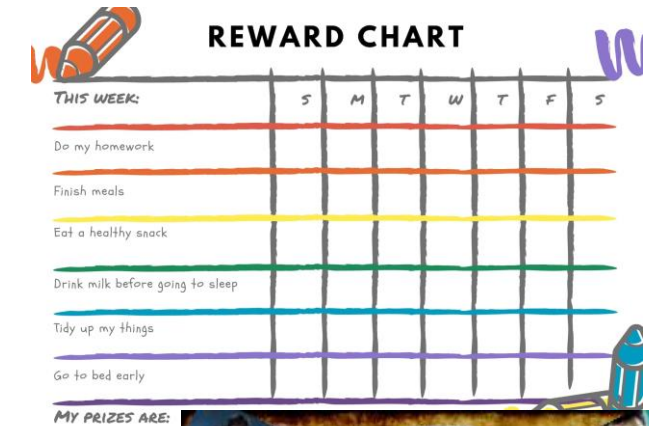 REWARD CHART
THIS WEEK: S M T W T F S
Do my homework
Finish meals
Eat a healthy snack
Drink milk before going to sleep
Tidy up my things
Go to bed early
MY PRIZES ARE: